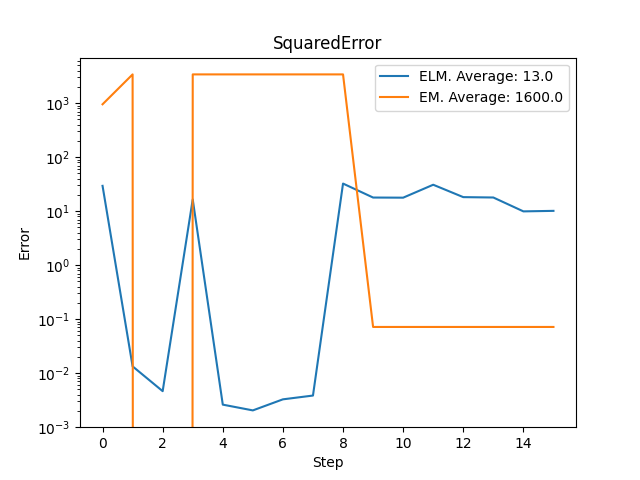 SquaredError
ELM. Average: 13.0
EM. Average: 1600.0
Error
10³
10²
10¹
10⁰
10⁻¹
10⁻²
10⁻³
0 2 4 6 8 10 12 14
Step